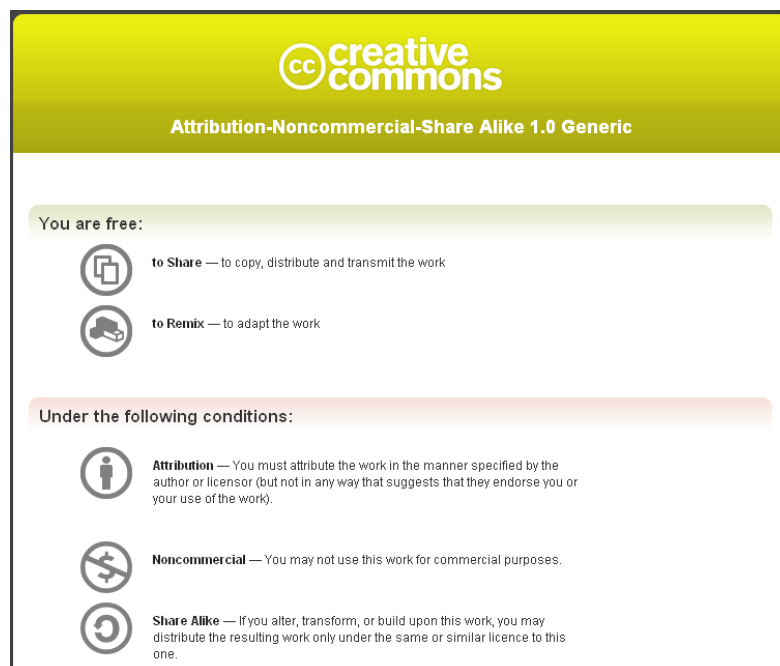 cc creative
commons
Attribution-Noncommercial-Share Alike 1.0 Generic
You are free:
to Share — to copy, distribute and transmit the work
to Remix — to adapt the work
Under the following conditions:
Attribution — You must attribute the work in the manner specified by the
author or licensor (but not in any way that suggests that they endorse you or
your use of the work).
Noncommercial — You may not use this work for commercial purposes.
Share Alike — If you alter, transform, or build upon this work, you may
distribute the resulting work only under the same or similar licence to this
one.